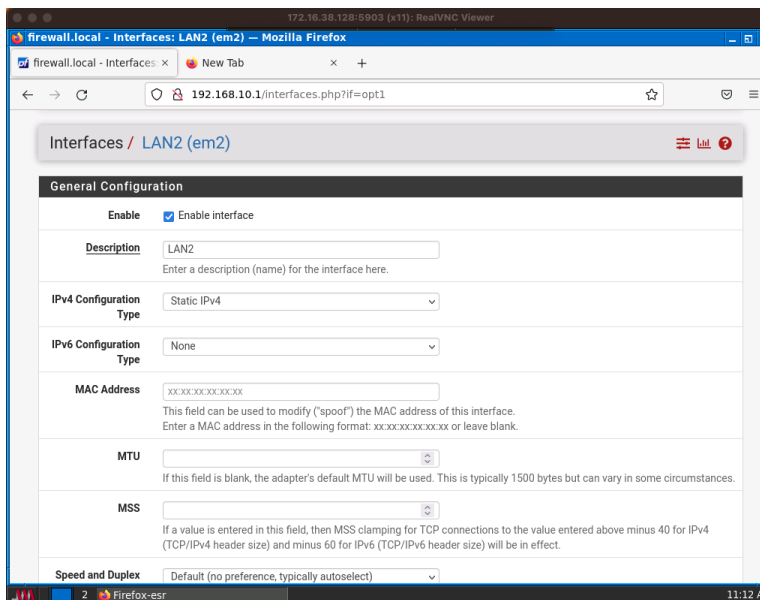 172.16.38.128:5903 (x11): RealVNC Viewer
firewall.local - Interfaces: LAN2 (em2) — Mozilla Firefox
firewall.local - Interfaces:
New Tab
192.168.10.1/interfaces.php?if=opt1
Interfaces / LAN2 (em2)
General Configuration
Enable
Enable interface
Description
LAN2
Enter a description (name) for the interface here.
IPv4 Configuration
Type
Static IPv4
IPv6 Configuration
Type
None
MAC Address
xx:xx:xx:xx:xx:xx
This field can be used to modify ("spoof") the MAC address of this interface.
Enter a MAC address in the following format: xx:xx:xx:xx:xx:xx or leave blank.
MTU
If this field is blank, the adapter's default MTU will be used. This is typically 1500 bytes but can vary in some circumstances.
MSS
If a value is entered in this field, then MSS clamping for TCP connections to the value entered above minus 40 for IPv4
(TCP/IPv4 header size) and minus 60 for IPv6 (TCP/IPv6 header size) will be in effect.
Speed and Duplex
Default (no preference, typically autoselect)
2 Firefox-esr
11:12 A